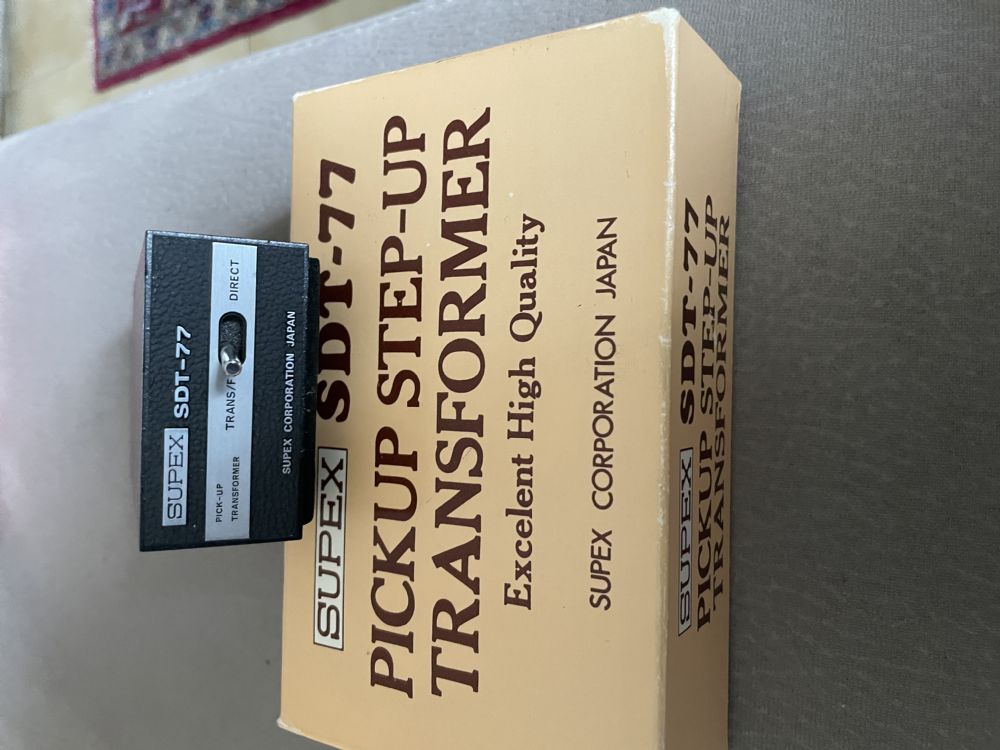 SUPEX SDT-77
PICK-UP
TRANSFORMER
TRANS/F
DIRECT
SUPEX CORPORATION JAPAN
SUPEX SDT-77
PICKUP STEP-UP
TRANSFORMER
Excelent High Quality
SUPEX CORPORATION JAPAN
SUPEX SDT-77
PICKUP STEP-UP
TRANSFORMER